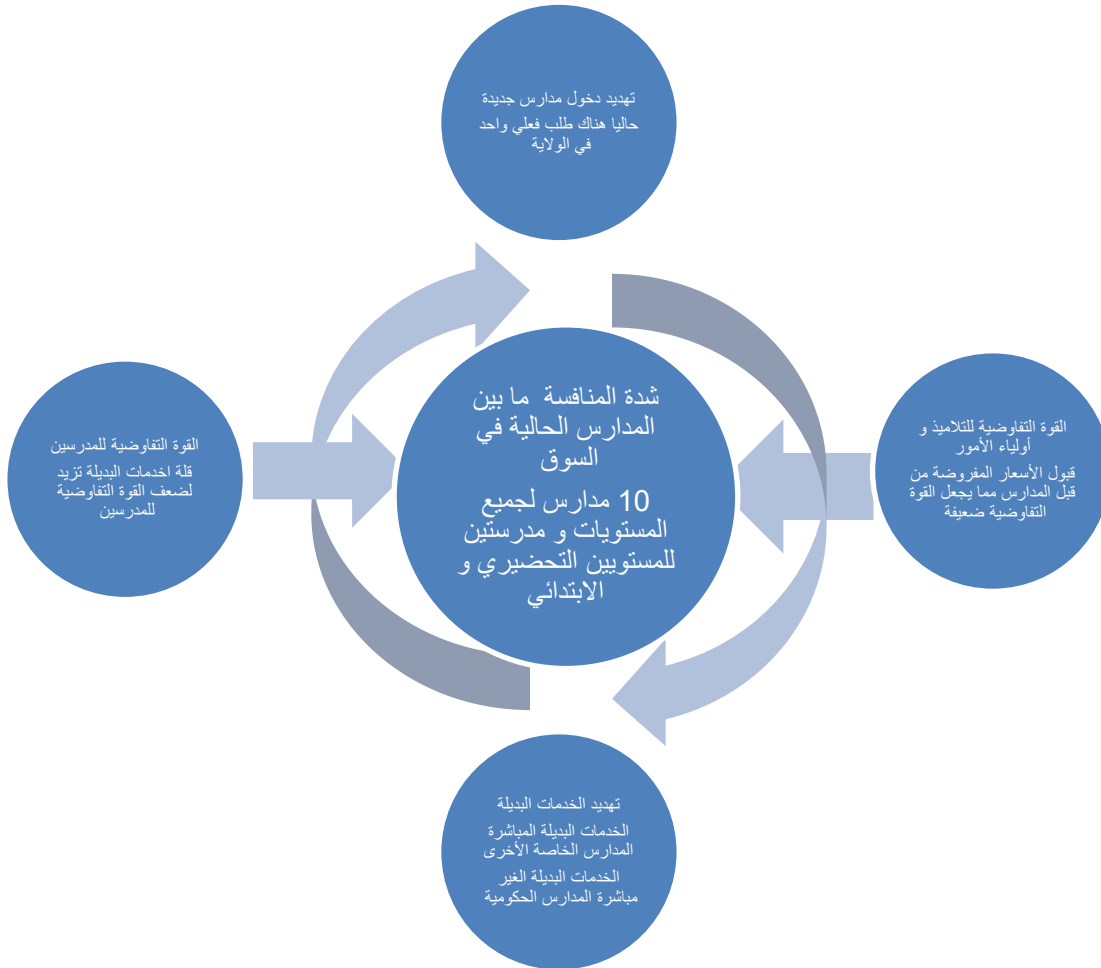 تهديد دخول مدارس جديدة
حاليا هناك طلب فعلي واحد
في الولاية
القوة التفاوضية للتلاميذ و
أولياء الأمور
قبول الأسعار المفروضة من
قبل المدارس مما يجعل القوة
التفاوضية ضعيفة
شدة المنافسة ما بين
المدارس الحالية في
السوق
10 مدارس لجميع
المستويات و مدرستين
للمستويين التحضيري و
الابتدائي
القوة التفاوضية للمدرسين
قلة اخدمات البديلة تزيد
لضعف القوة التفاوضية
للمدرسين
تهديد الخدمات البديلة
الخدمات البديلة المباشرة
المدارس الخاصة الأخرى
الخدمات البديلة الغير
مباشرة المدارس الحكومية